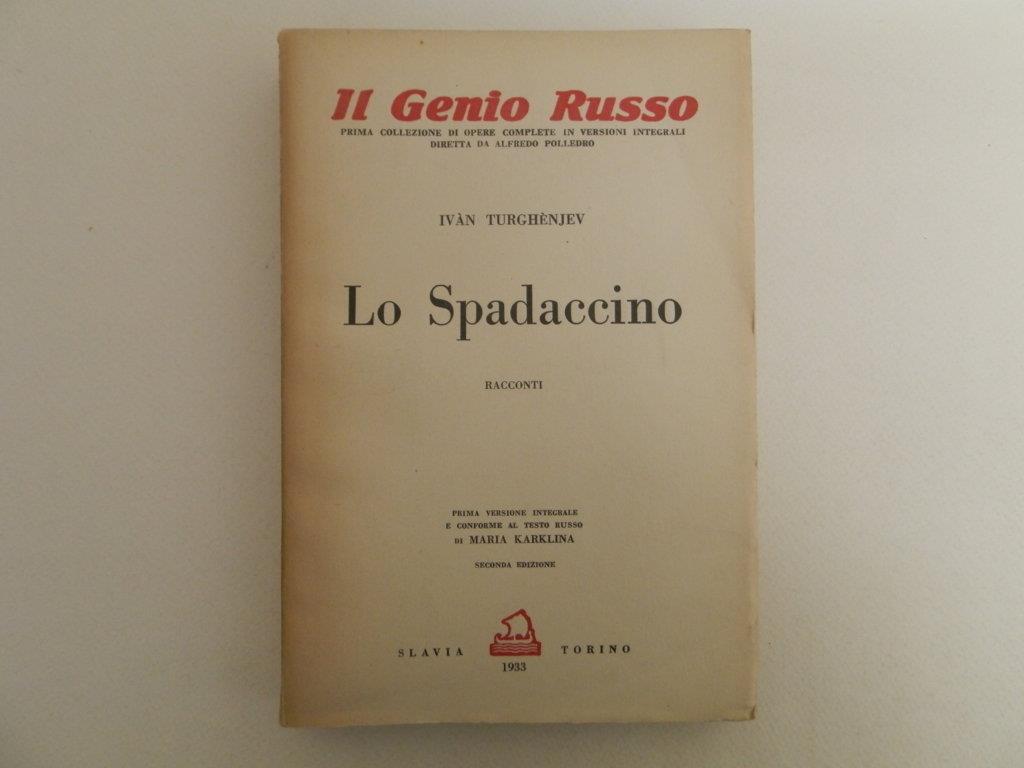 Il Genio Russo
PRIMA COLLEZIONE DI OPERE COMPLETE IN VERSIONI INTEGRALI
DIRETTA DA ALFREDO POLLEDRO
IVÀN TURGHÈNJEV
Lo Spadaccino
RACCONTI
PRIMA VERSIONE INTEGRALE
E CONFORME AL TESTO RUSSO
DI MARIA KARKLINA
SECONDA EDIZIONE
SLAVIA TORINO
1933